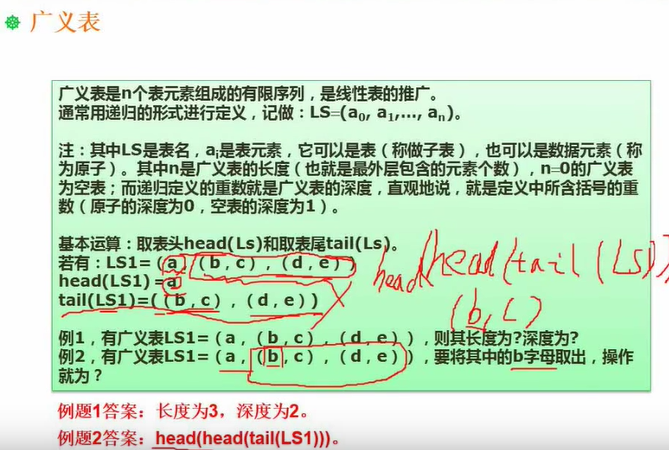 广义表
广义表是n个表元素组成的有限序列，是线性表的推广。
通常用递归的形式进行定义，记做：LS=(a₀, a₁,..., aₙ)。
注：其中LS是表名，aᵢ是表元素，它可以是表（称做子表），也可以是数据元素（称
为原子）。其中n是广义表的长度（也就是最外层包含的元素个数），n=0的广义表
为空表；而递归定义的重数就是广义表的深度，直观地说，就是定义中所含括号的重
数（原子的深度为0，空表的深度为1）。
基本运算：取表头head(Ls)和取表尾tail(Ls)。
若有：LS1=（a，（b，c），（d，e））
head(LS1)=a
tail(LS1)=(（b，c），（d，e））
head(head(tail(LS1))
(b,c)
例1，有广义表LS1=（a，（b，c），（d，e）），则其长度为?深度为?
例2，有广义表LS1=（a，（b，c），（d，e）），要将其中的b字母取出，操作
就为？
例题1答案：长度为3，深度为2。
例题2答案：head(head(tail(LS1)))。